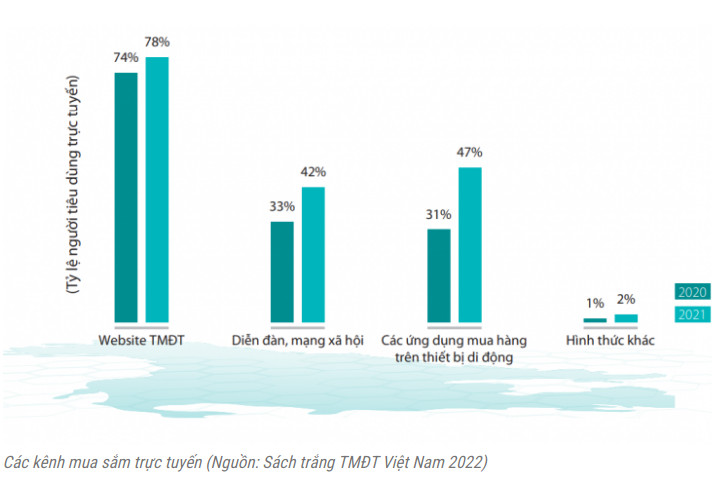 (Tỷ lệ người tiêu dùng trực tuyến)
74%
78%
33%
42%
31%
47%
1%
2%
2020
2021
Website TMĐT
Diễn đàn, mạng xã hội
Các ứng dụng mua hàng
trên thiết bị di động
Hình thức khác
Các kênh mua sắm trực tuyến (Nguồn: Sách trắng TMĐT Việt Nam 2022)